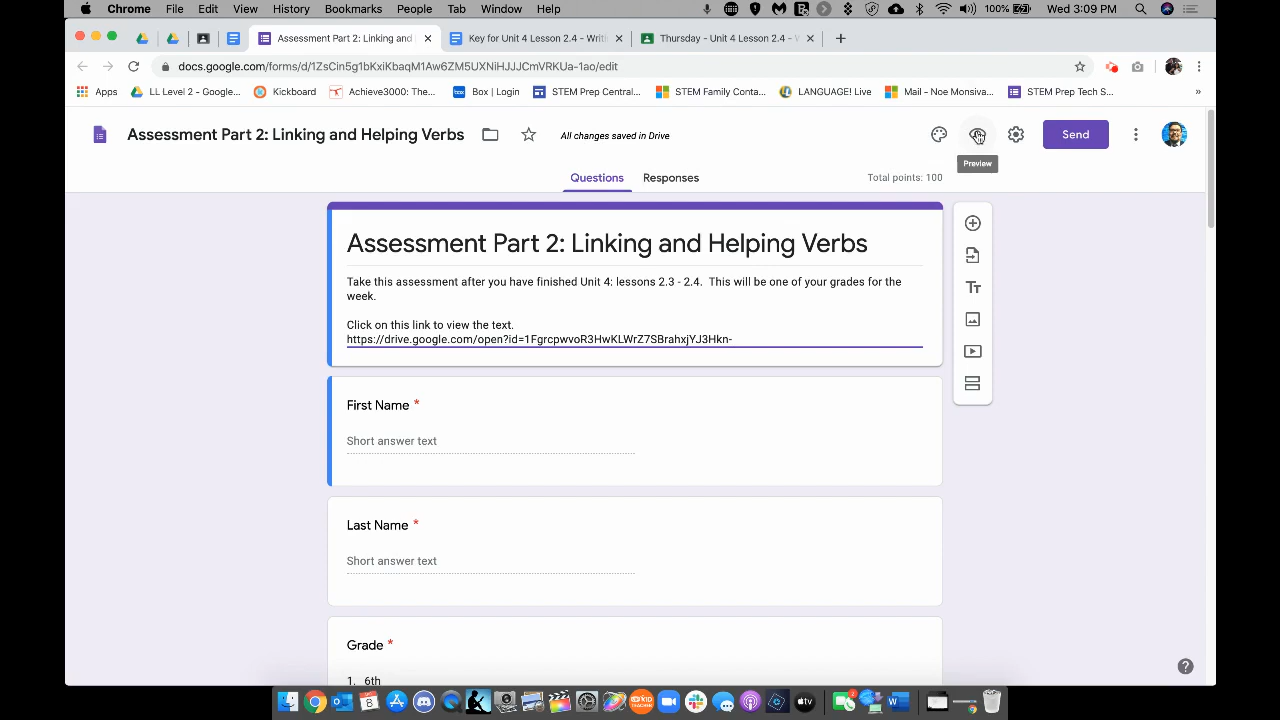 Chrome File Edit View History Bookmarks People Tab Window Help 100% Wed 3:09 PM
Assessment Part 2: Linking and Key for Unit 4 Lesson 2.4 - Writi Thursday - Unit 4 Lesson 2.4 -
docs.google.com/forms/d/1ZsCin5g1bKxiKbaqM1Aw6ZM5UXNiHJJJCmVRKUa-1ao/edit
Apps LL Level 2 - Google... Kickboard Achieve3000: The... Box | Login STEM Prep Central... STEM Family Conta... LANGUAGE! Live Mail - Noe Monsiva... STEM Prep Tech S... »
Assessment Part 2: Linking and Helping Verbs All changes saved in Drive Send
Preview
Questions Responses Total points: 100
Assessment Part 2: Linking and Helping Verbs
Take this assessment after you have finished Unit 4: lessons 2.3 - 2.4. This will be one of your grades for the
week.
Click on this link to view the text.
https://drive.google.com/open?id=1FgrcpwvoR3HwKLWrZ7SBrahxjYJ3Hkn-
First Name *
Short answer text
Last Name *
Short answer text
Grade *
1. 6th